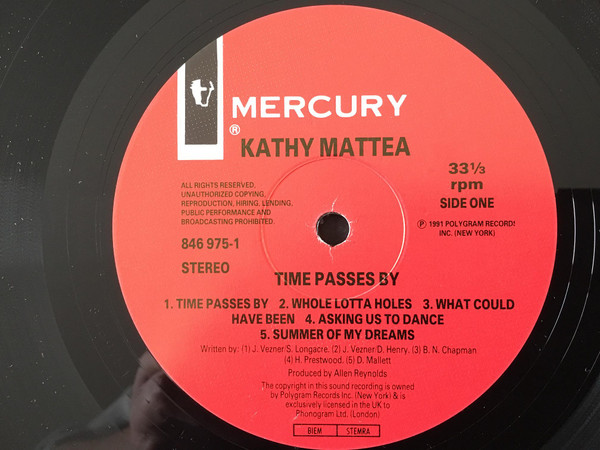 MERCURY
®
KATHY MATTEA
33⅓
rpm
SIDE ONE
ALL RIGHTS RESERVED.
UNAUTHORIZED COPYING,
REPRODUCTION, HIRING, LENDING,
PUBLIC PERFORMANCE AND
BROADCASTING PROHIBITED.
℗ 1991 POLYGRAM RECORDS
INC. (NEW YORK)
846 975-1
STEREO
TIME PASSES BY
1. TIME PASSES BY 2. WHOLE LOTTA HOLES 3. WHAT COULD
HAVE BEEN 4. ASKING US TO DANCE
5. SUMMER OF MY DREAMS
Written by: (1) J. Vezner/S. Longacre. (2) J. Vezner/D. Henry. (3) B. N. Chapman
(4) H. Prestwood. (5) D. Mallett
Produced by Allen Reynolds
The copyright in this sound recording is owned
by Polygram Records Inc. (New York) & is
exclusively licensed in the UK to
Phonogram Ltd. (London)
BIEM STEMRA